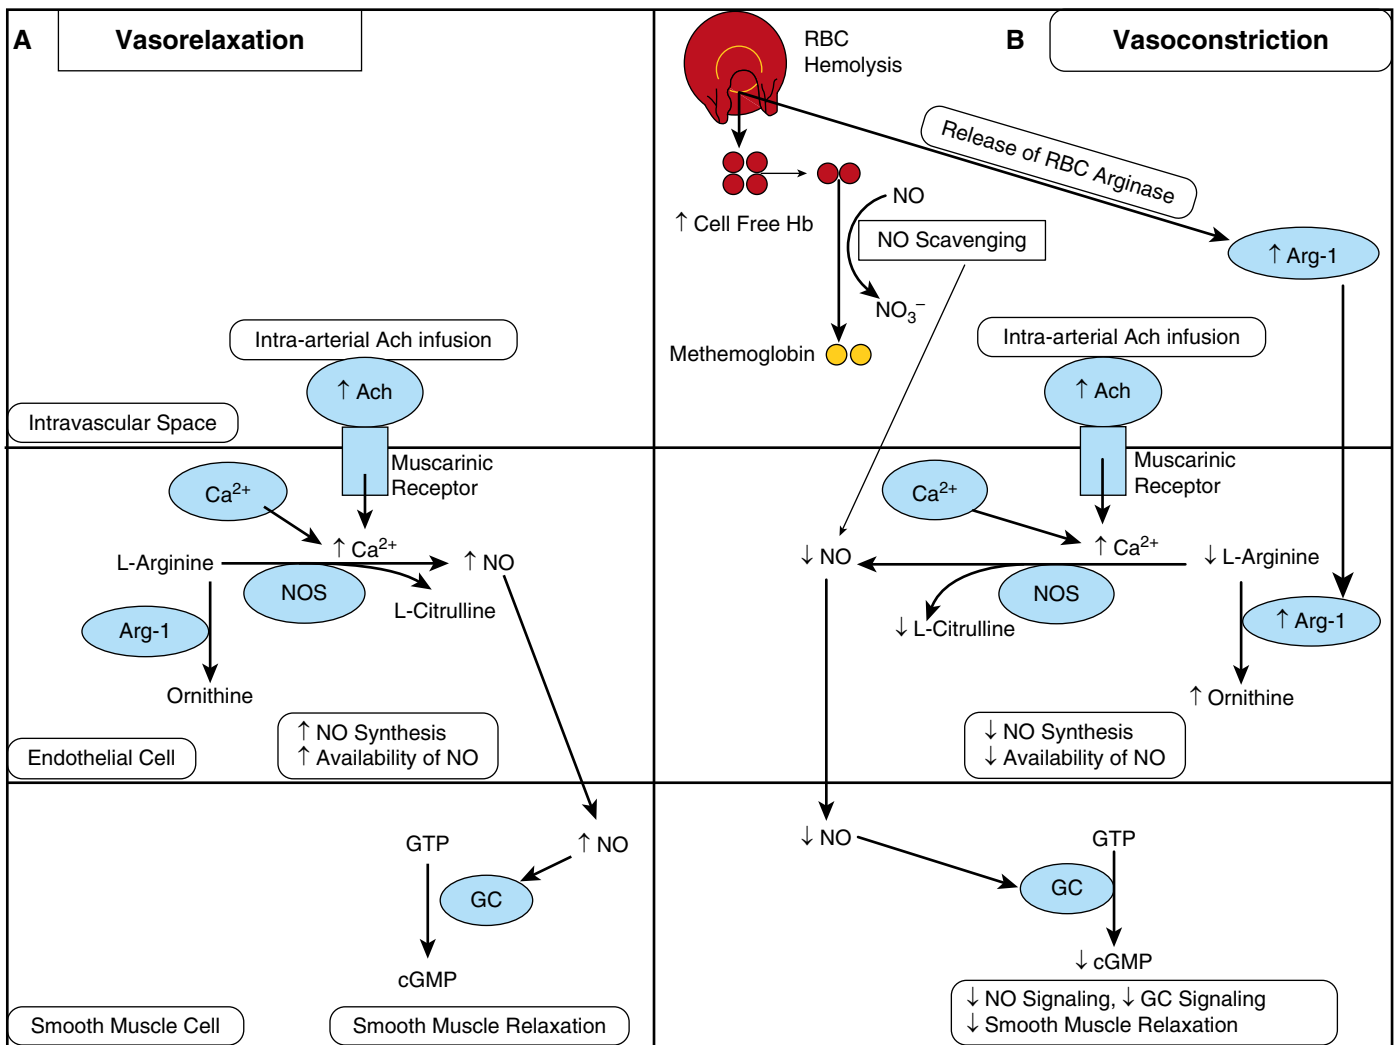 A
Vasorelaxation
Intra-arterial Ach infusion
↑ Ach
Intravascular Space
Muscarinic
Receptor
Ca²⁺
↑ Ca²⁺
L-Arginine
↑ NO
NOS
L-Citrulline
Arg-1
Ornithine
↑ NO Synthesis
↑ Availability of NO
Endothelial Cell
GTP
↑ NO
GC
cGMP
Smooth Muscle Cell
Smooth Muscle Relaxation
B
Vasoconstriction
RBC
Hemolysis
Release of RBC Arginase
NO
↑ Cell Free Hb
NO Scavenging
↑ Arg-1
NO₃⁻
Methemoglobin
Intra-arterial Ach infusion
↑ Ach
Muscarinic
Receptor
Ca²⁺
↑ Ca²⁺
↓ NO
↓ L-Arginine
NOS
↓ L-Citrulline
↑ Arg-1
↑ Ornithine
↓ NO Synthesis
↓ Availability of NO
↓ NO
GTP
GC
↓ cGMP
↓ NO Signaling, ↓ GC Signaling
↓ Smooth Muscle Relaxation